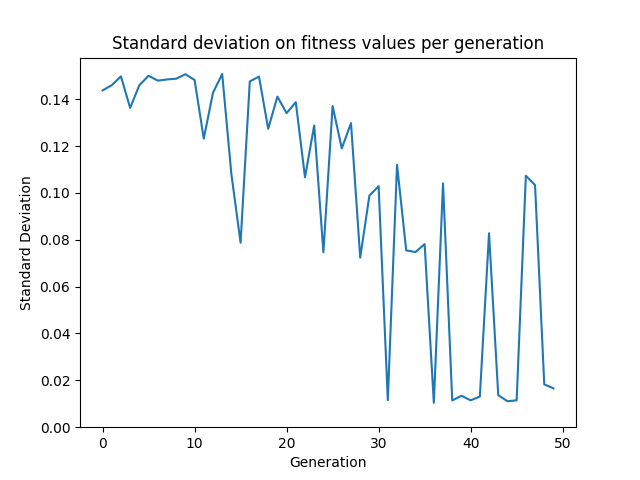 Standard deviation on fitness values per generation
Standard Deviation
0.14
0.12
0.10
0.08
0.06
0.04
0.02
0.00
0 10 20 30 40 50
Generation